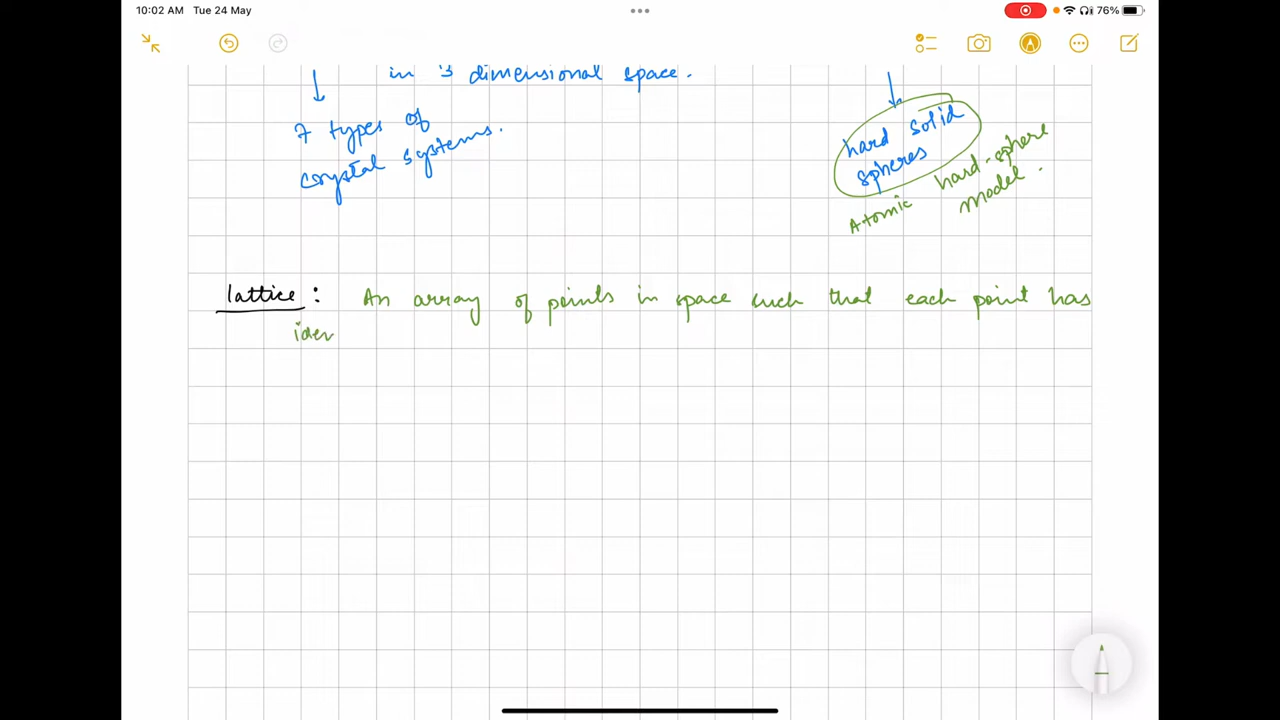 10:02 AM Tue 24 May
76%
in 3 dimensional space.
7 types of
crystal systems.
hard solid
spheres
Atomic hard-sphere
model.
lattice: An array of points in space such that each point has
iden